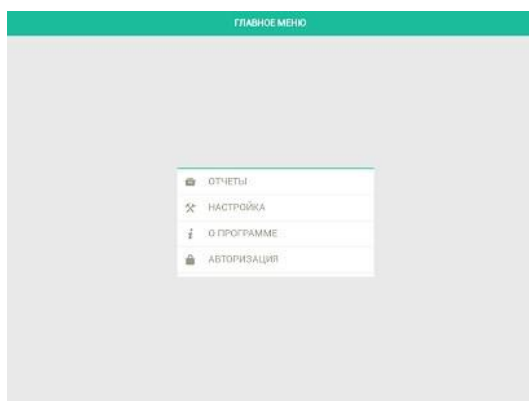 ГЛАВНОЕ МЕНЮ
ОТЧЕТЫ
НАСТРОЙКА
О ПРОГРАММЕ
АВТОРИЗАЦИЯ